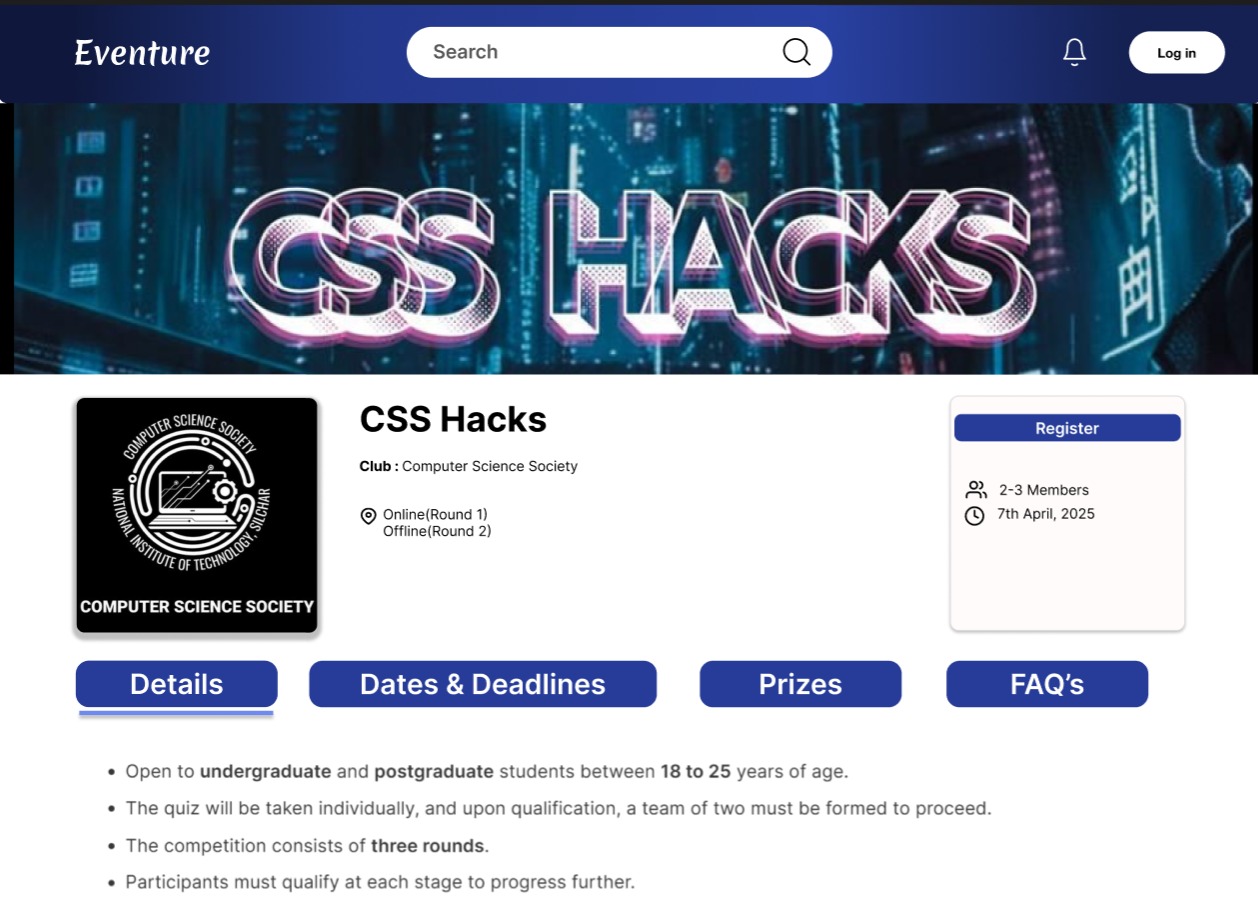 Eventure
Search
Log in
CSS HACKS
COMPUTER SCIENCE SOCIETY
NATIONAL INSTITUTE OF TECHNOLOGY, SILCHAR
COMPUTER SCIENCE SOCIETY
CSS Hacks
Club : Computer Science Society
Online(Round 1)
Offline(Round 2)
Register
2-3 Members
7th April, 2025
Details
Dates & Deadlines
Prizes
FAQ’s
• Open to undergraduate and postgraduate students between 18 to 25 years of age.
• The quiz will be taken individually, and upon qualification, a team of two must be formed to proceed.
• The competition consists of three rounds.
• Participants must qualify at each stage to progress further.